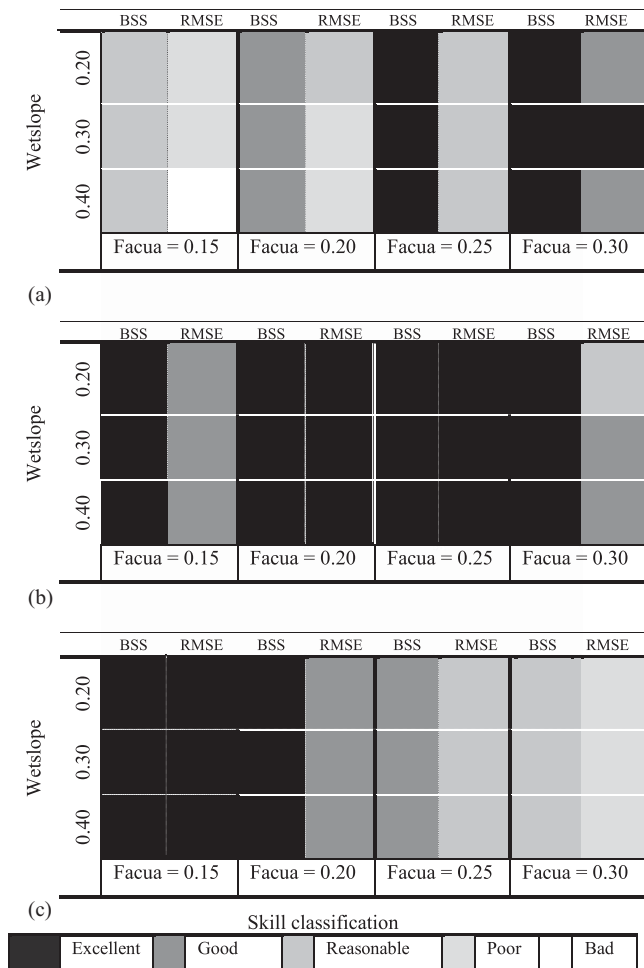 BSS RMSE BSS RMSE BSS RMSE BSS RMSE
Wetslope
0.20
0.30
0.40
Facua = 0.15 Facua = 0.20 Facua = 0.25 Facua = 0.30
(a)
BSS RMSE BSS RMSE BSS RMSE BSS RMSE
Wetslope
0.20
0.30
0.40
Facua = 0.15 Facua = 0.20 Facua = 0.25 Facua = 0.30
(b)
BSS RMSE BSS RMSE BSS RMSE BSS RMSE
Wetslope
0.20
0.30
0.40
Facua = 0.15 Facua = 0.20 Facua = 0.25 Facua = 0.30
(c)
Skill classification
Excellent Good Reasonable Poor Bad